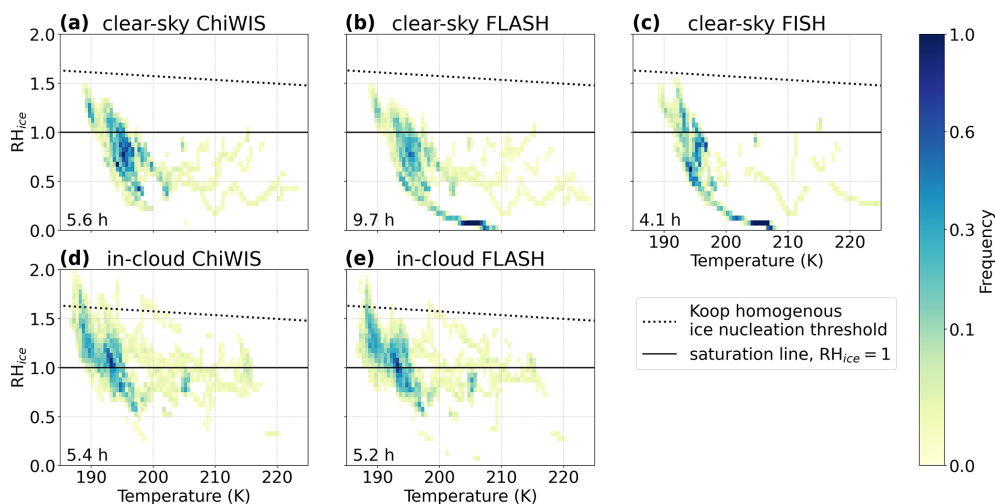 (a) clear-sky ChiWIS
(b) clear-sky FLASH
(c) clear-sky FISH
2.0
1.5
1.0
0.5
0.0
RHice
5.6 h
9.7 h
4.1 h
190 200 210 220
Temperature (K)
(d) in-cloud ChiWIS
(e) in-cloud FLASH
2.0
1.5
1.0
0.5
0.0
RHice
5.4 h
5.2 h
190 200 210 220
Temperature (K)
190 200 210 220
Temperature (K)
Koop homogenous
ice nucleation threshold
saturation line, RHice = 1
1.0
0.6
0.3
0.1
0.0
Frequency